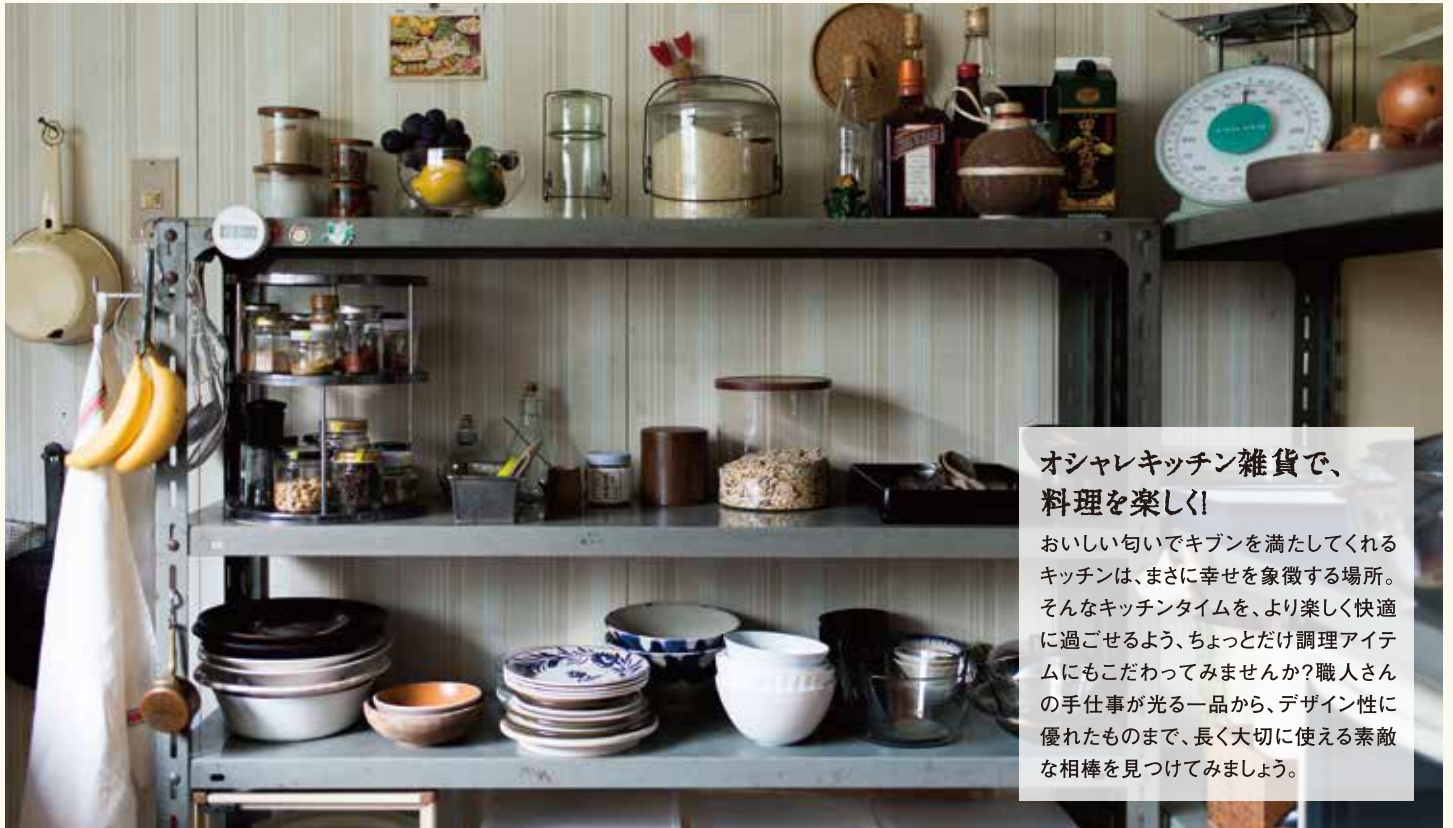 オシャレキッチン雑貨で、
料理を楽しく!
おいしい匂いでキブンを満たしてくれる
キッチンは、まさに幸せを象徴する場所。
そんなキッチンタイムを、より楽しく快適
に過ごせるよう、ちょっとだけ調理アイテ
ムにもこだわってみませんか?職人さん
の手仕事が光る一品から、デザイン性に
優れたものまで、長く大切に使える素敵
な相棒を見つけてみましょう。